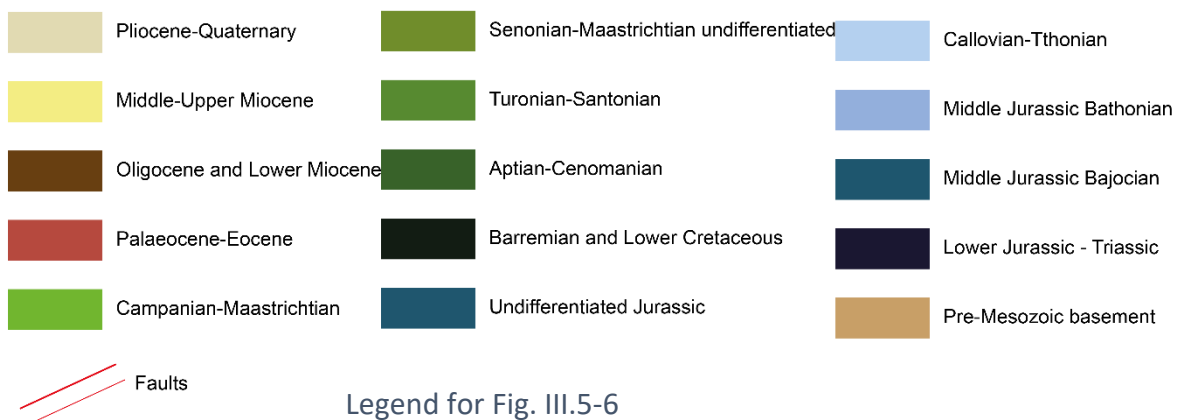 Pliocene-Quaternary
Middle-Upper Miocene
Oligocene and Lower Miocene
Palaeocene-Eocene
Campanian-Maastrichtian
Faults
Senonian-Maastrichtian undifferentiated
Turonian-Santonian
Aptian-Cenomanian
Barremian and Lower Cretaceous
Undifferentiated Jurassic
Callovian-Tthonian
Middle Jurassic Bathonian
Middle Jurassic Bajocian
Lower Jurassic - Triassic
Pre-Mesozoic basement
Legend for Fig. III.5-6